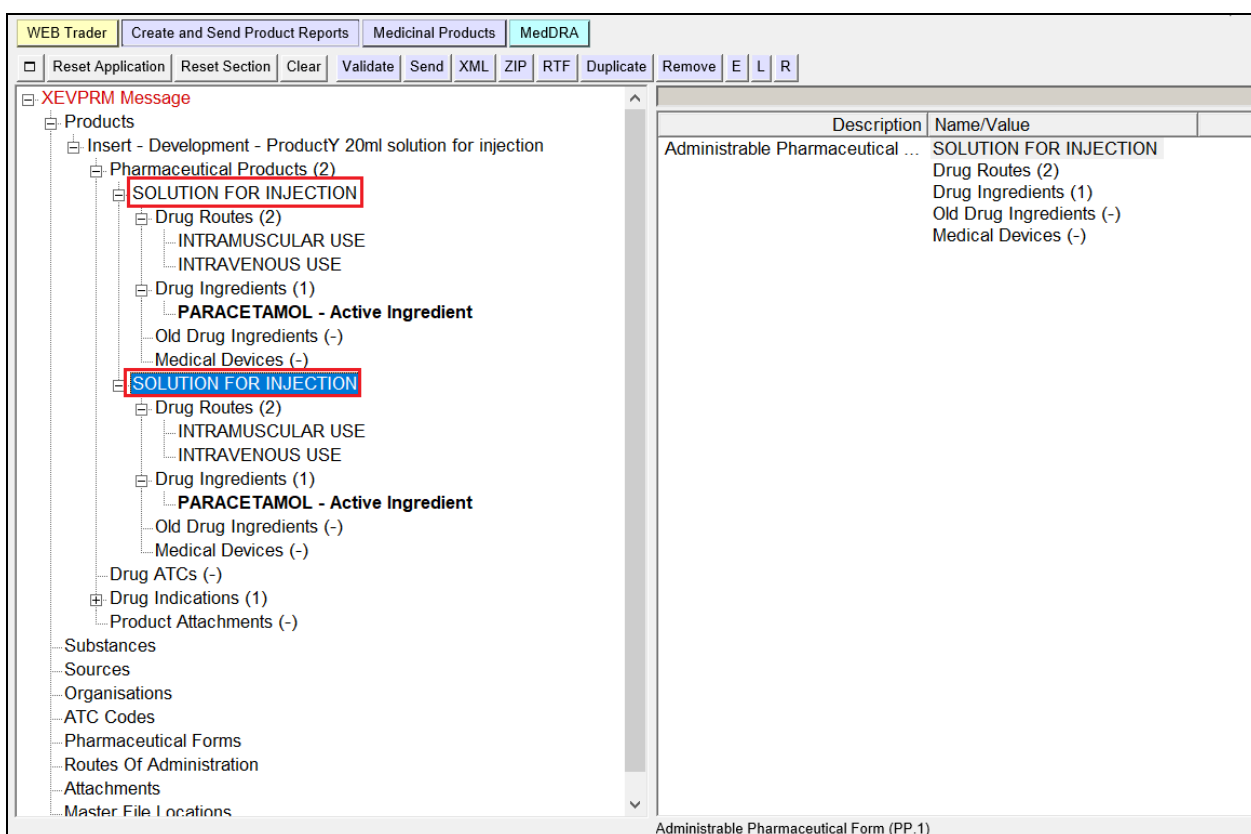 WEB Trader Create and Send Product Reports Medicinal Products MedDRA
Reset Application Reset Section Clear Validate Send XML ZIP RTF Duplicate Remove E L R
XEVPRM Message
Products
Insert - Development - ProductY 20ml solution for injection
Pharmaceutical Products (2)
SOLUTION FOR INJECTION
Drug Routes (2)
INTRAMUSCULAR USE
INTRAVENOUS USE
Drug Ingredients (1)
PARACETAMOL - Active Ingredient
Old Drug Ingredients (-)
Medical Devices (-)
SOLUTION FOR INJECTION
Drug Routes (2)
INTRAMUSCULAR USE
INTRAVENOUS USE
Drug Ingredients (1)
PARACETAMOL - Active Ingredient
Old Drug Ingredients (-)
Medical Devices (-)
Drug ATCs (-)
Drug Indications (1)
Product Attachments (-)
Substances
Sources
Organisations
ATC Codes
Pharmaceutical Forms
Routes Of Administration
Attachments
Master File Locations
Description Name/Value
Administrable Pharmaceutical ... SOLUTION FOR INJECTION
Drug Routes (2)
Drug Ingredients (1)
Old Drug Ingredients (-)
Medical Devices (-)
Administrable Pharmaceutical Form (PP.1)